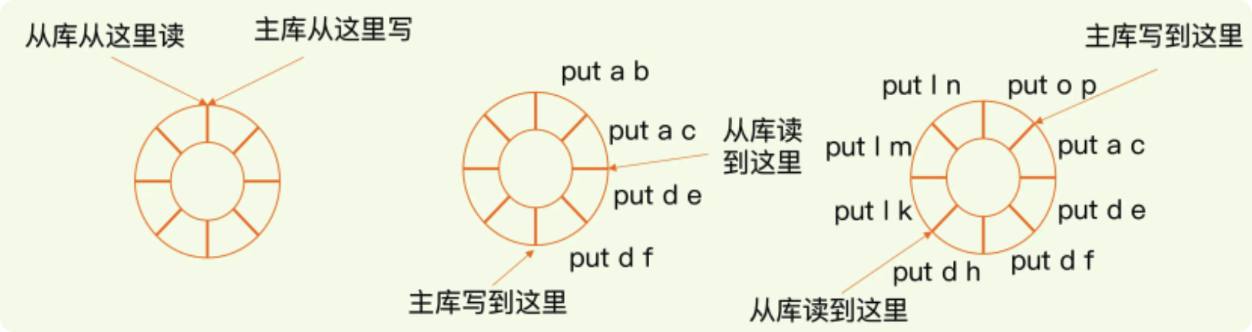 从库从这里读
主库从这里写
put a b
put a c
从库读
到这里
put d e
put d f
主库写到这里
主库写到这里
put l n
put o p
put l m
put a c
put l k
put d e
put d h
put d f
从库读到这里